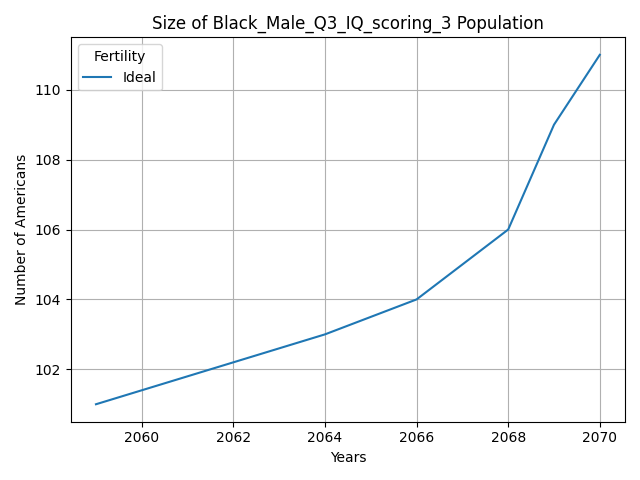 Size of Black_Male_Q3_IQ_scoring_3 Population
Fertility
Ideal
Number of Americans
110
108
106
104
102
2060 2062 2064 2066 2068 2070
Years